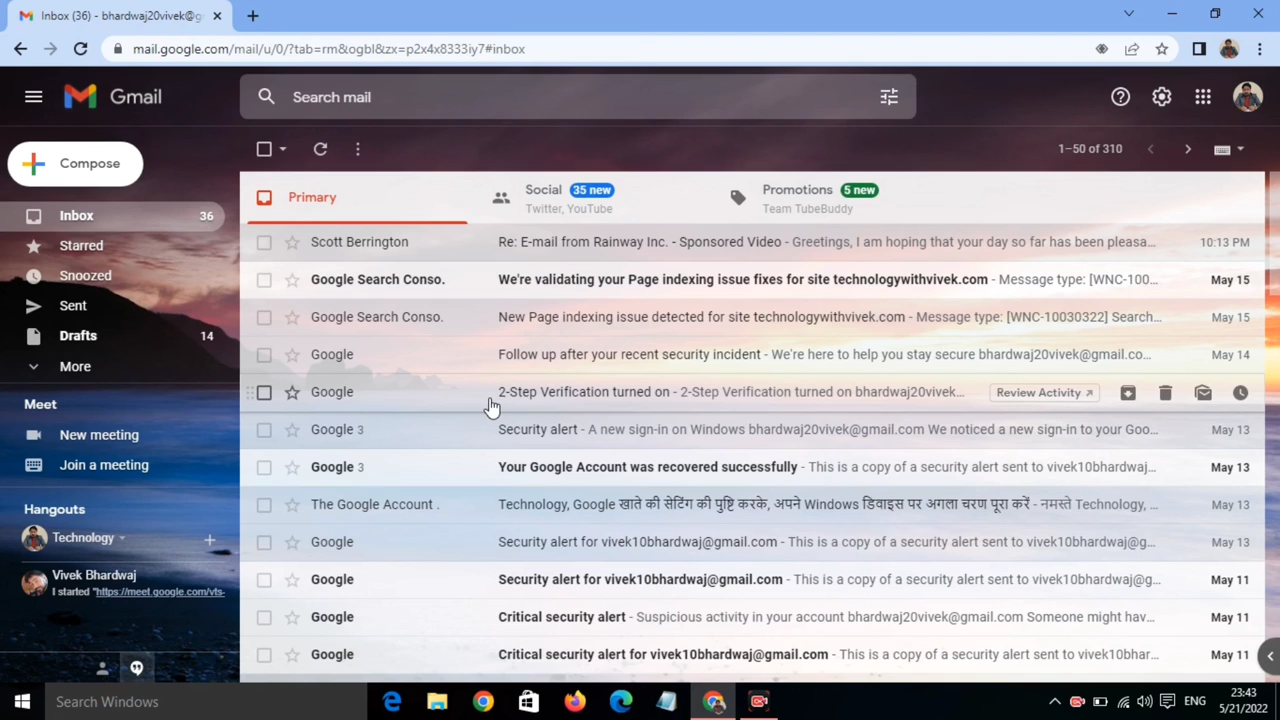 Inbox (36) - bhardwaj20vivek@g
mail.google.com/mail/u/0/?tab=rm&ogbl&zx=p2x4x8333iy7#inbox
Gmail
Search mail
Compose
1–50 of 310
Inbox 36
Starred
Snoozed
Sent
Drafts 14
More
Meet
New meeting
Join a meeting
Hangouts
Technology
Vivek Bhardwaj
I started "https://meet.google.com/vts-
Primary
Social 35 new
Twitter, YouTube
Promotions 5 new
Team TubeBuddy
Scott Berrington Re: E-mail from Rainway Inc. - Sponsored Video - Greetings, I am hoping that your day so far has been pleasa... 10:13 PM
Google Search Conso. We're validating your Page indexing issue fixes for site technologywithvivek.com - Message type: [WNC-100... May 15
Google Search Conso. New Page indexing issue detected for site technologywithvivek.com - Message type: [WNC-10030322] Search... May 15
Google Follow up after your recent security incident - We're here to help you stay secure bhardwaj20vivek@gmail.co... May 14
Google 2-Step Verification turned on - 2-Step Verification turned on bhardwaj20vivek... Review Activity
Google 3 Security alert - A new sign-in on Windows bhardwaj20vivek@gmail.com We noticed a new sign-in to your Goo... May 13
Google 3 Your Google Account was recovered successfully - This is a copy of a security alert sent to vivek10bhardwaj... May 13
The Google Account . Technology, Google खाते की सेटिंग की पुष्टि करके, अपने Windows डिवाइस पर अगला चरण पूरा करें - नमस्ते Technology, ... May 13
Google Security alert for vivek10bhardwaj@gmail.com - This is a copy of a security alert sent to vivek10bhardwaj@g... May 13
Google Security alert for vivek10bhardwaj@gmail.com - This is a copy of a security alert sent to vivek10bhardwaj@g... May 11
Google Critical security alert - Suspicious activity in your account bhardwaj20vivek@gmail.com Someone might hav... May 11
Google Critical security alert for vivek10bhardwaj@gmail.com - This is a copy of a security alert sent to vivek10bhar... May 11
Search Windows
ENG
23:43
5/21/2022